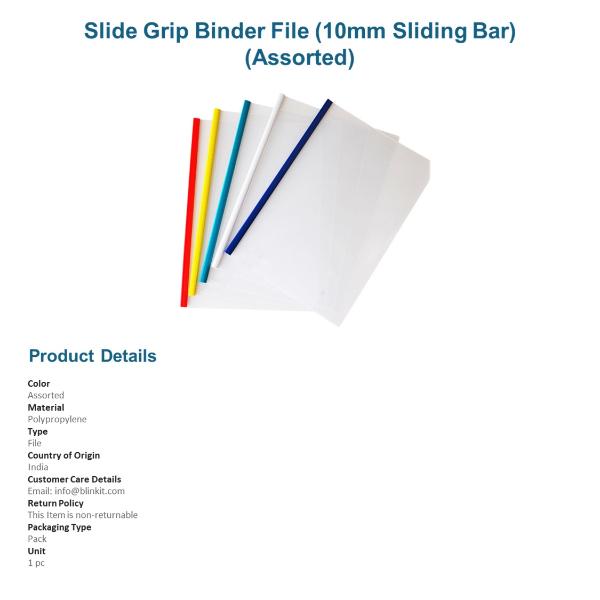 Slide Grip Binder File (10mm Sliding Bar)
(Assorted)
Product Details
Color
Assorted
Material
Polypropylene
Type
File
Country of Origin
India
Customer Care Details
Email: info@blinkit.com
Return Policy
This Item is non-returnable
Packaging Type
Pack
Unit
1 pc